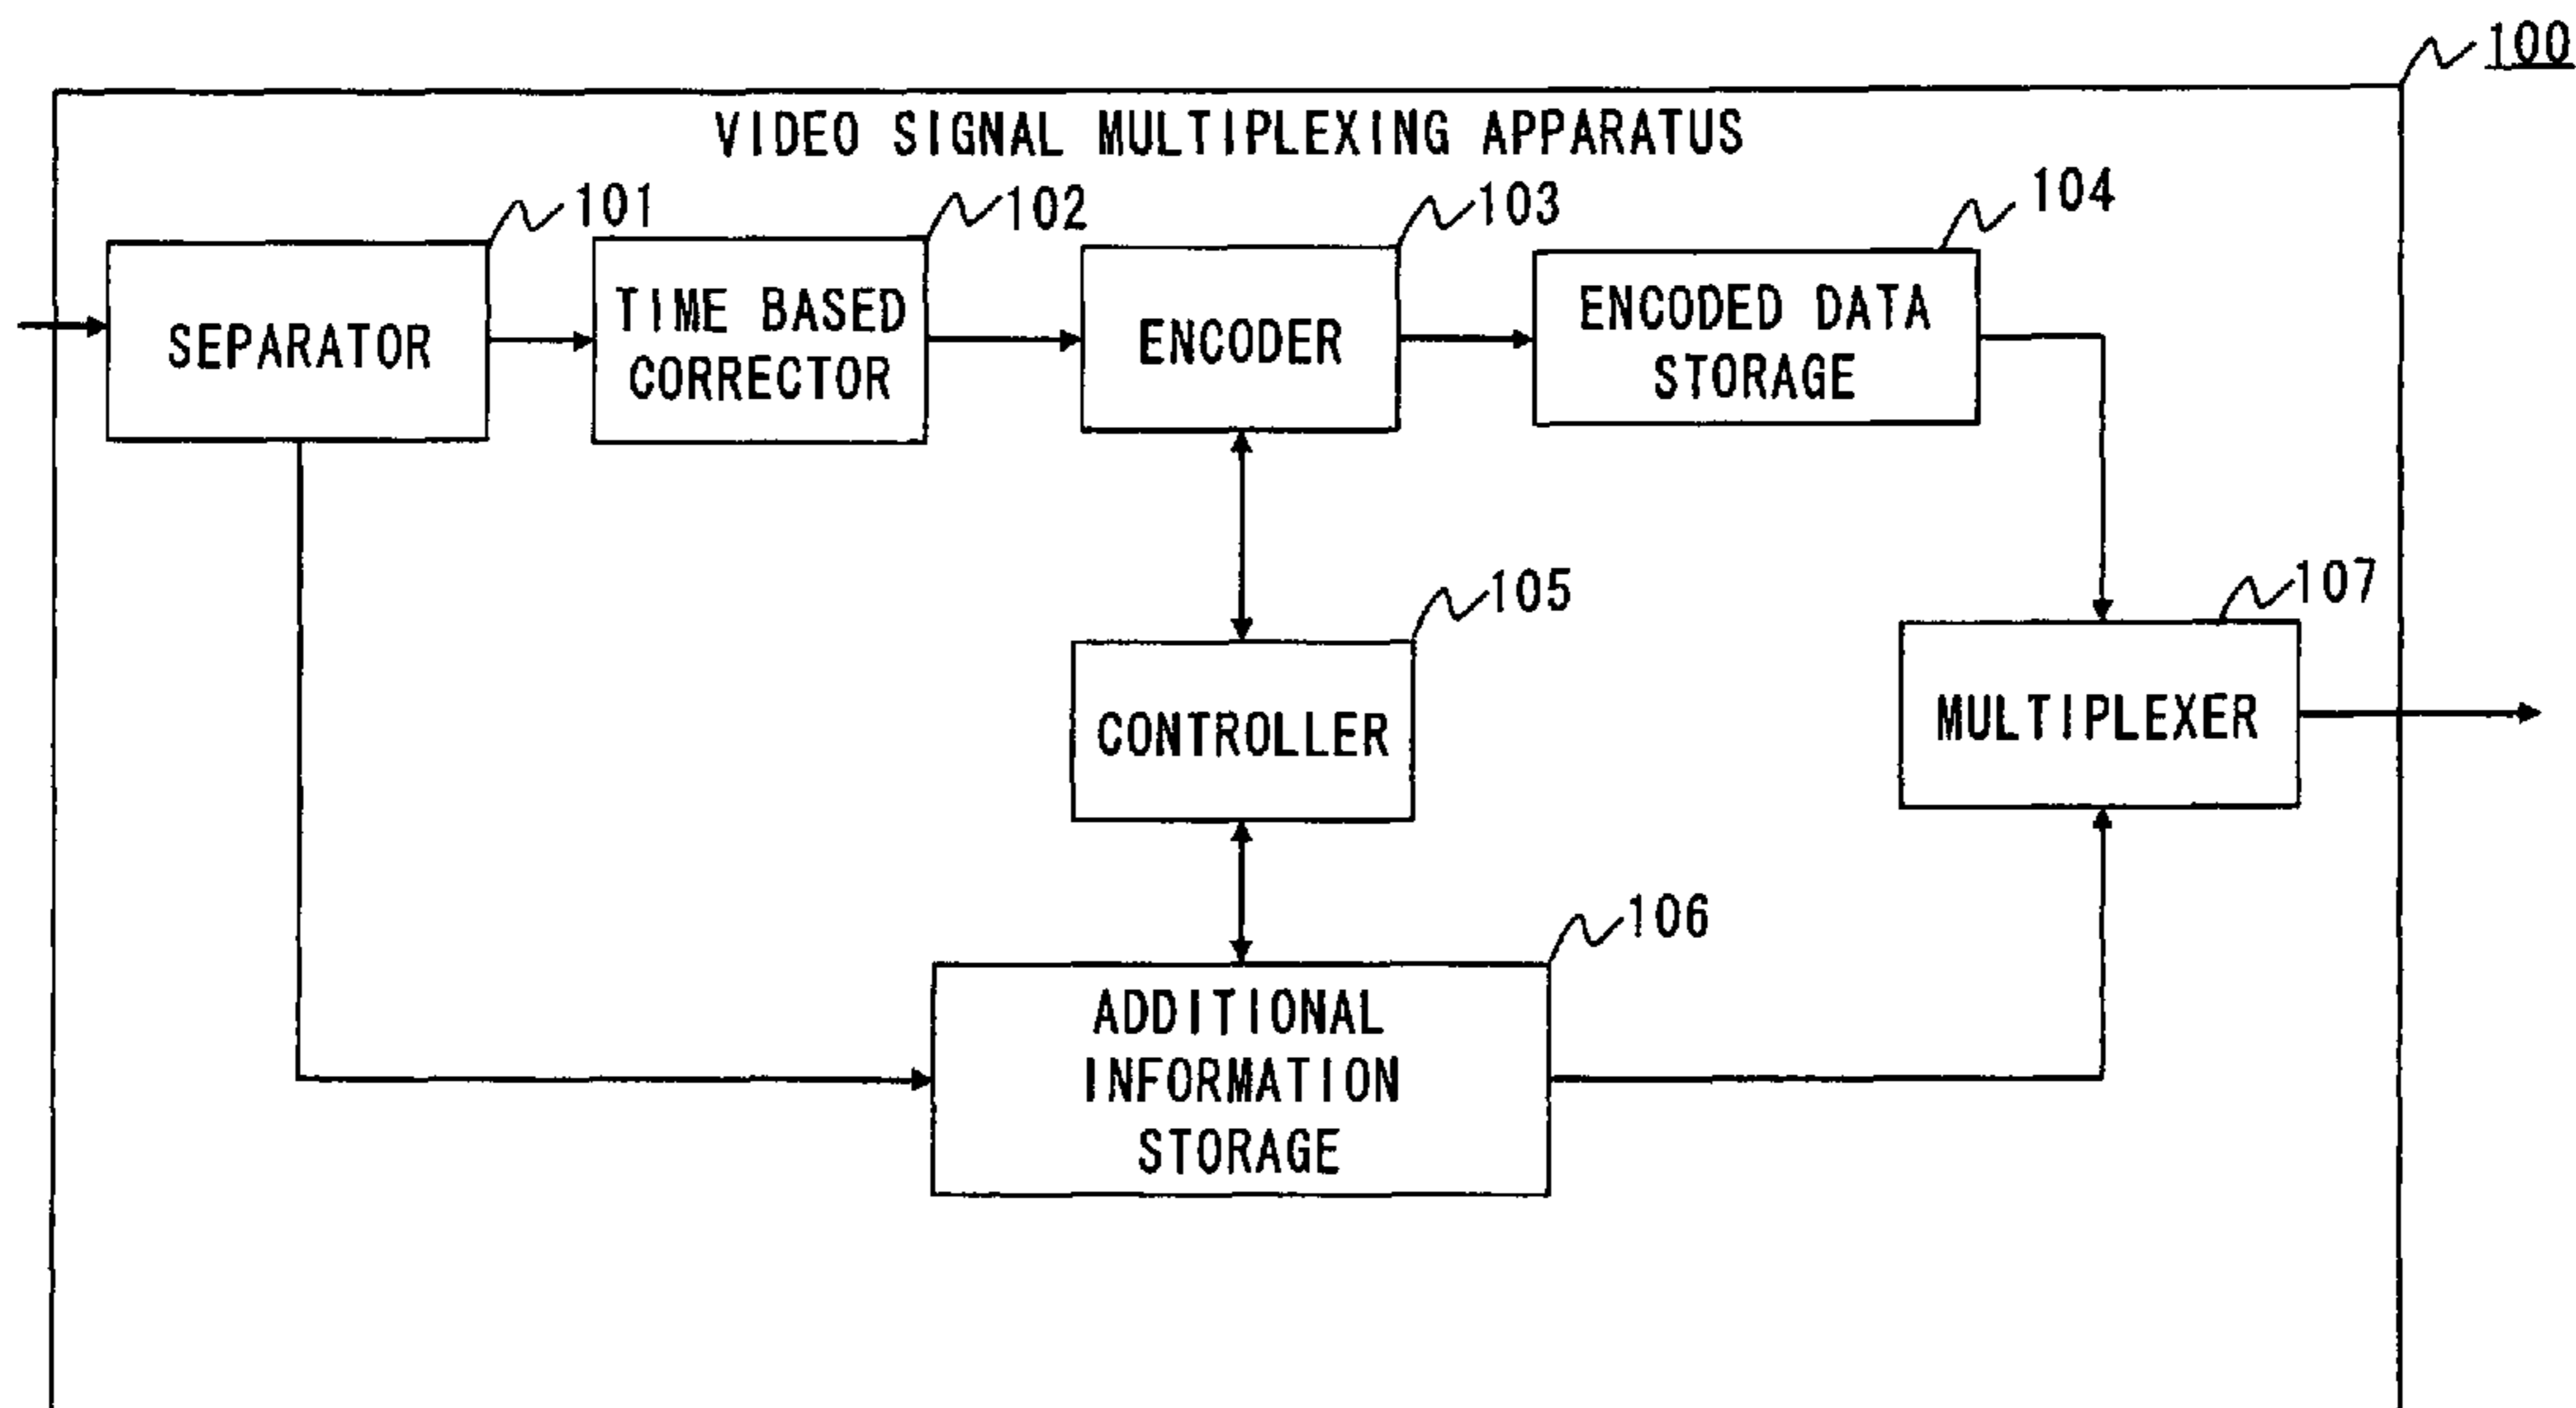 100
VIDEO SIGNAL MULTIPLEXING APPARATUS
101
102
103
104
SEPARATOR
TIME BASED
CORRECTOR
ENCODER
ENCODED DATA
STORAGE
105
107
CONTROLLER
MULTIPLEXER
106
ADDITIONAL
INFORMATION
STORAGE